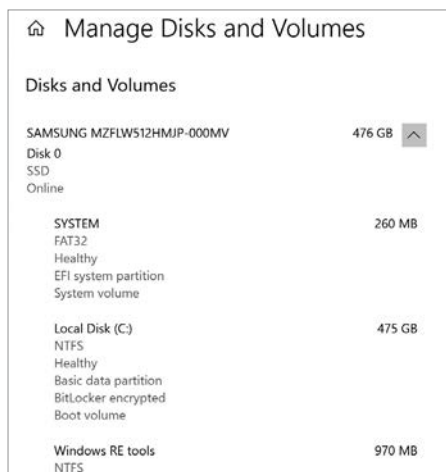 Manage Disks and Volumes
Disks and Volumes
SAMSUNG MZFLW512HMJP-000MV 476 GB
Disk 0
SSD
Online
SYSTEM 260 MB
FAT32
Healthy
EFI system partition
System volume
Local Disk (C:) 475 GB
NTFS
Healthy
Basic data partition
BitLocker encrypted
Boot volume
Windows RE tools 970 MB
NTFS